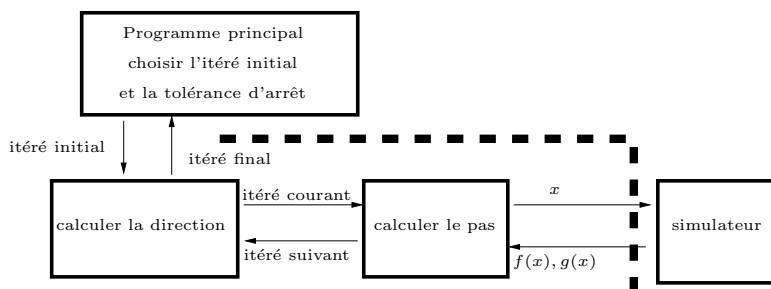 Programme principal
choisir l'itéré initial
et la tolérance d'arrêt
itéré initial
itéré final
calculer la direction
itéré courant
itéré suivant
calculer le pas
x
f(x), g(x)
simulateur